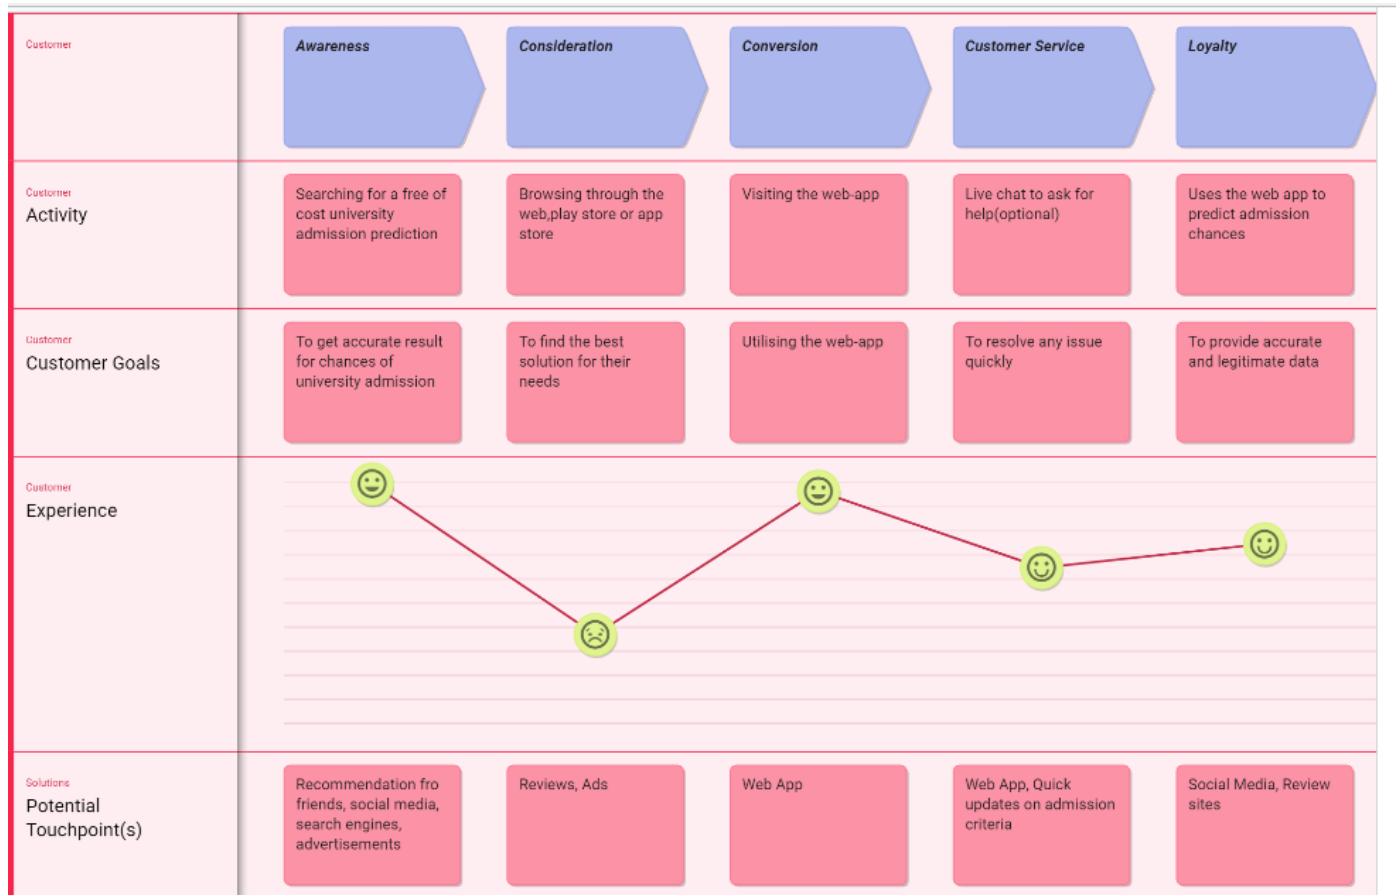 Customer
Awareness
Consideration
Conversion
Customer Service
Loyalty
Customer
Activity
Searching for a free of
cost university
admission prediction
Browsing through the
web,play store or app
store
Visiting the web-app
Live chat to ask for
help(optional)
Uses the web app to
predict admission
chances
Customer
Customer Goals
To get accurate result
for chances of
university admission
To find the best
solution for their
needs
Utilising the web-app
To resolve any issue
quickly
To provide accurate
and legitimate data
Customer
Experience
Solutions
Potential
Touchpoint(s)
Recommendation fro
friends, social media,
search engines,
advertisements
Reviews, Ads
Web App
Web App, Quick
updates on admission
criteria
Social Media, Review
sites